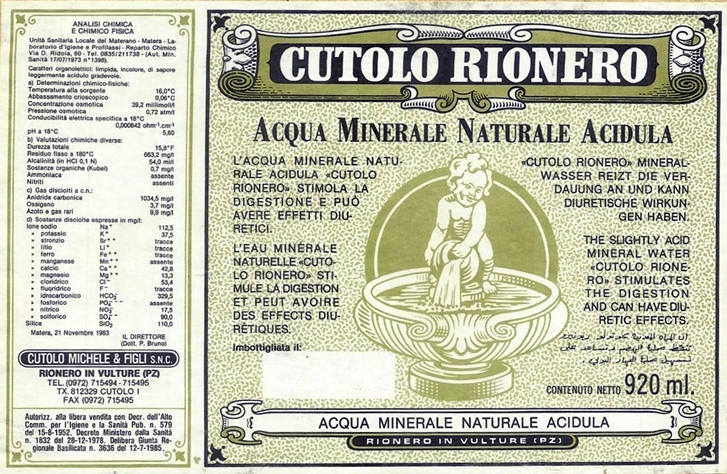 ANALISI CHIMICA
E CHIMICO FISICA
Unità Sanitaria Locale del Materano - Matera - La-
boratorio d'Igiene e Profilassi - Reparto Chimico
Via D. Rionello, 60 - Tel. 0835/211738 - (Aut. Min.
Sanità 17/07/1973 n°1398).
Caratteri organolettici: limpida, incolore, di sapore
leggermente acidulo gradevole.
a) Determinazioni chimico-fisiche:
Temperatura alla sorgente 16,0°C
Abbassamento crioscopico 0,06°C
Concentrazione osmotica 39,2 millimoli/l
Pressione osmotica 0,72 atm/l
Conducibilità elettrica specifica a 18°C
0,000842 ohm⁻¹.cm⁻¹
pH a 18°C 5,60
b) Valutazioni chimiche diverse:
Durezza totale 15,8°F
Residuo fisso a 180°C 663,2 mg/l
Alcalinità (in HCl 0,1 N) 54,0 ml/l
Sostanze organiche (Kubel) 0,7 mg/l
Ammoniaca assente
Nitriti assenti
c) Gas disciolti a c.n.:
Anidride carbonica 1034,5 mg/l
Ossigeno 3,7 mg/l
Azoto e gas rari 9,9 mg/l
d) Sostanze disciolte espresse in mg/l:
Ione sodio Na⁺ 112,5
» potassio K⁺ 37,5
» stronzio Sr⁺⁺ tracce
» litio Li⁺ tracce
» ferro Fe⁺⁺ tracce
» manganese Mn⁺⁺ assente
» calcio Ca⁺⁺ 42,8
» magnesio Mg⁺⁺ 13,3
» cloridrico Cl⁻ 53,4
» fluoridrico F⁻ tracce
» idrocarbonico HCO₃⁻ 329,5
» fosforico PO₄⁻⁻⁻ assente
» nitrico NO₃⁻ 17,5
» solforico SO₄⁻⁻ 90,0
Silice SiO₂ 110,0
Matera, 21 Novembre 1983
IL DIRETTORE
(Dott. P. Bruno)
CUTOLO MICHELE & FIGLI S.N.C.
RIONERO IN VULTURE (PZ)
TEL. (0972) 715494 - 715495
TX. 812329 CUTOLO I
FAX (0972) 715495
Autorizz. alla libera vendita con Decr. dell'Alto
Comm. per l'Igiene e la Sanità Pub. n. 579
del 15-8-1952, Decreto Ministero dalla Sanità
n. 1832 del 28-12-1978. Delibera Giunta Re-
gionale Basilicata n. 3636 del 12-7-1985.
CUTOLO RIONERO
ACQUA MINERALE NATURALE ACIDULA
L'ACQUA MINERALE NATU-
RALE ACIDULA «CUTOLO
RIONERO» STIMOLA LA
DIGESTIONE E PUÒ
AVERE EFFETTI DIU-
RETICI.
L'EAU MINÉRALE
NATURELLE «CUTO-
LO RIONERO» STI-
MULE LA DIGESTION
ET PEUT AVOIRE
DES EFFECTS DIU-
RÉTIQUES.
Imbottigliata il:
«CUTOLO RIONERO» MINERAL-
WASSER REIZT DIE VER-
DAUUNG AN UND KANN
DIURETISCHE WIRKUN-
GEN HABEN.
THE SLIGHTLY ACID
MINERAL WATER
«CUTOLO RIONE-
RO» STIMULATES
THE DIGESTION
AND CAN HAVE DIU-
RETIC EFFECTS.
CONTENUTO NETTO 920 ml.
ACQUA MINERALE NATURALE ACIDULA
RIONERO IN VULTURE (PZ)